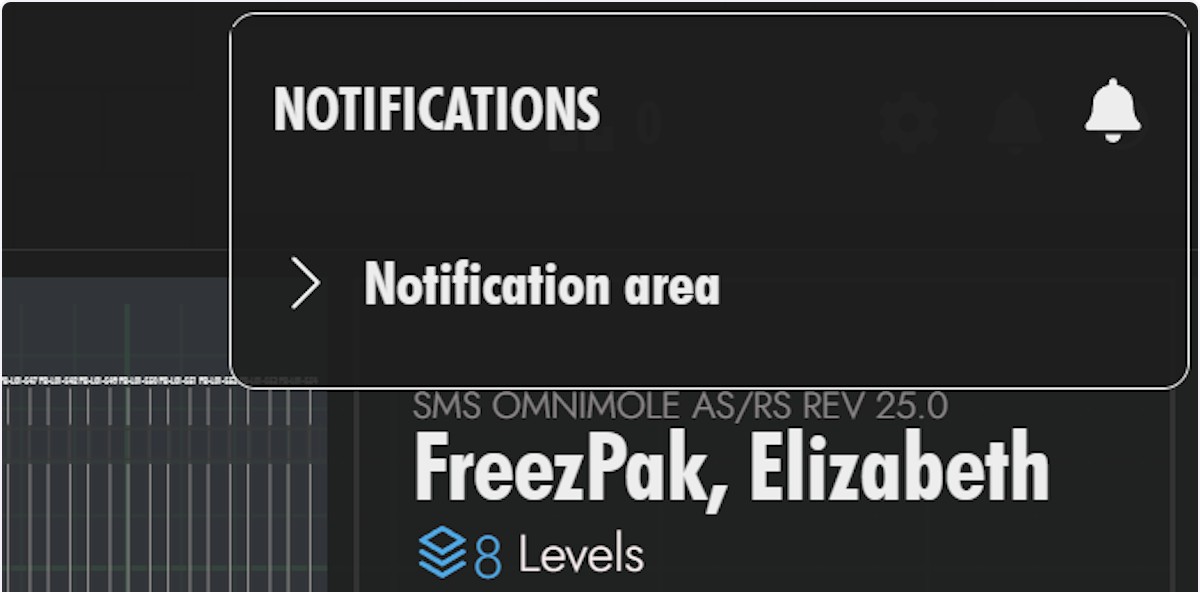 NOTIFICATIONS
Notification area
SMS OMNIMOLE AS/RS REV 25.0
FreezPak, Elizabeth
8 Levels